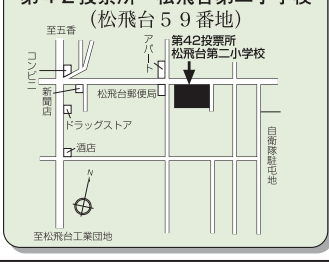 第42投票所 松飛台第二小学校
(松飛台59番地)
至五香
コンビニ
新聞店
アパート
第42投票所
松飛台第二小学校
松飛台郵便局
ドラッグストア
酒店
自衛隊駐屯地
N
至松飛台工業団地